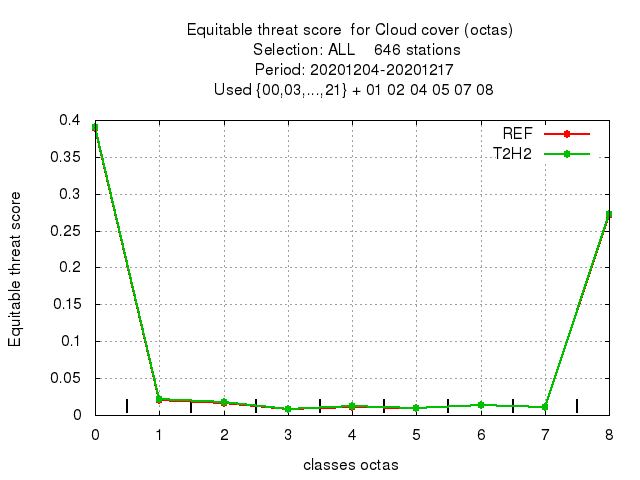 Equitable threat score  for Cloud cover (octas)
Selection: ALL    646 stations
Period: 20201204-20201217
Used {00,03,...,21} + 01 02 04 05 07 08
REF
T2H2
Equitable threat score
0.4
0.35
0.3
0.25
0.2
0.15
0.1
0.05
0
0 1 2 3 4 5 6 7 8
classes octas